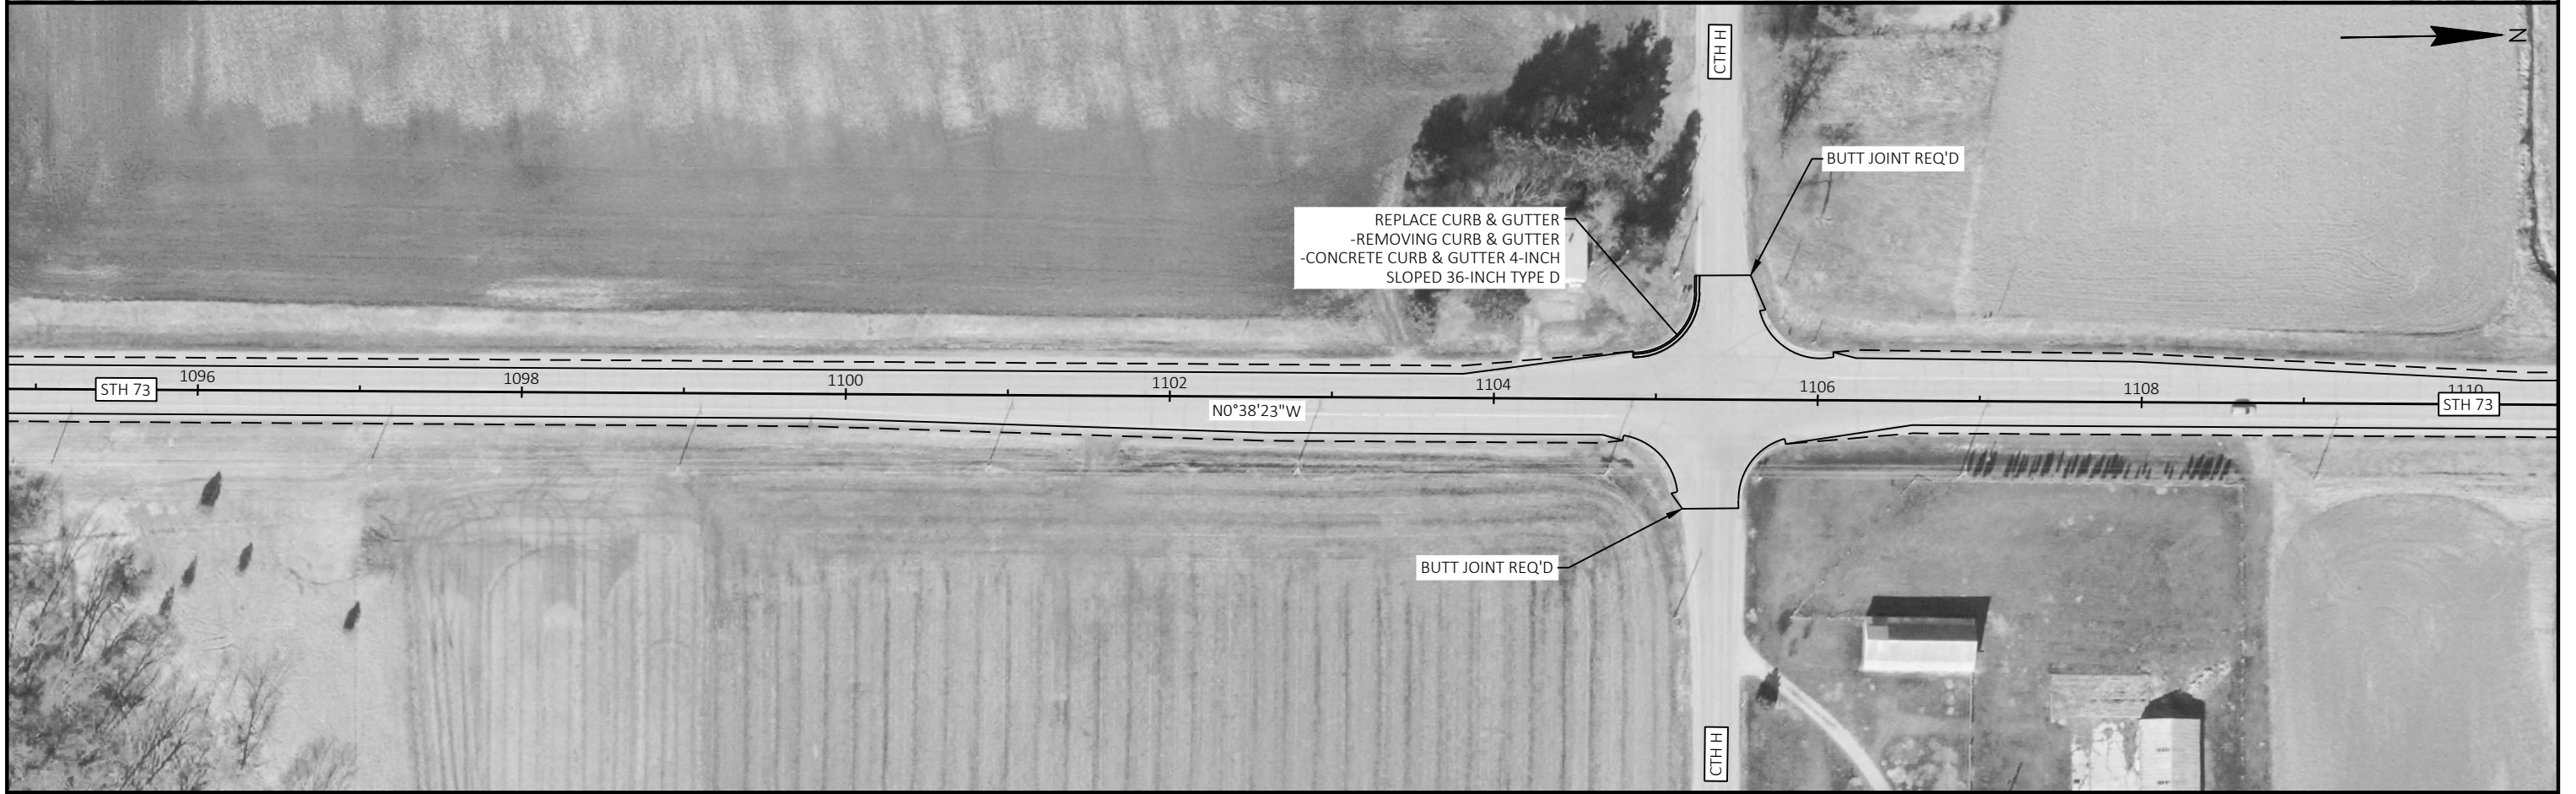 CTH H
N
BUTT JOINT REQ'D
REPLACE CURB & GUTTER
-REMOVING CURB & GUTTER
-CONCRETE CURB & GUTTER 4-INCH
SLOPED 36-INCH TYPE D
1096
1098
1100
1102
1104
1106
1108
1110
STH 73
STH 73
N0°38'23"W
BUTT JOINT REQ'D
CTH H